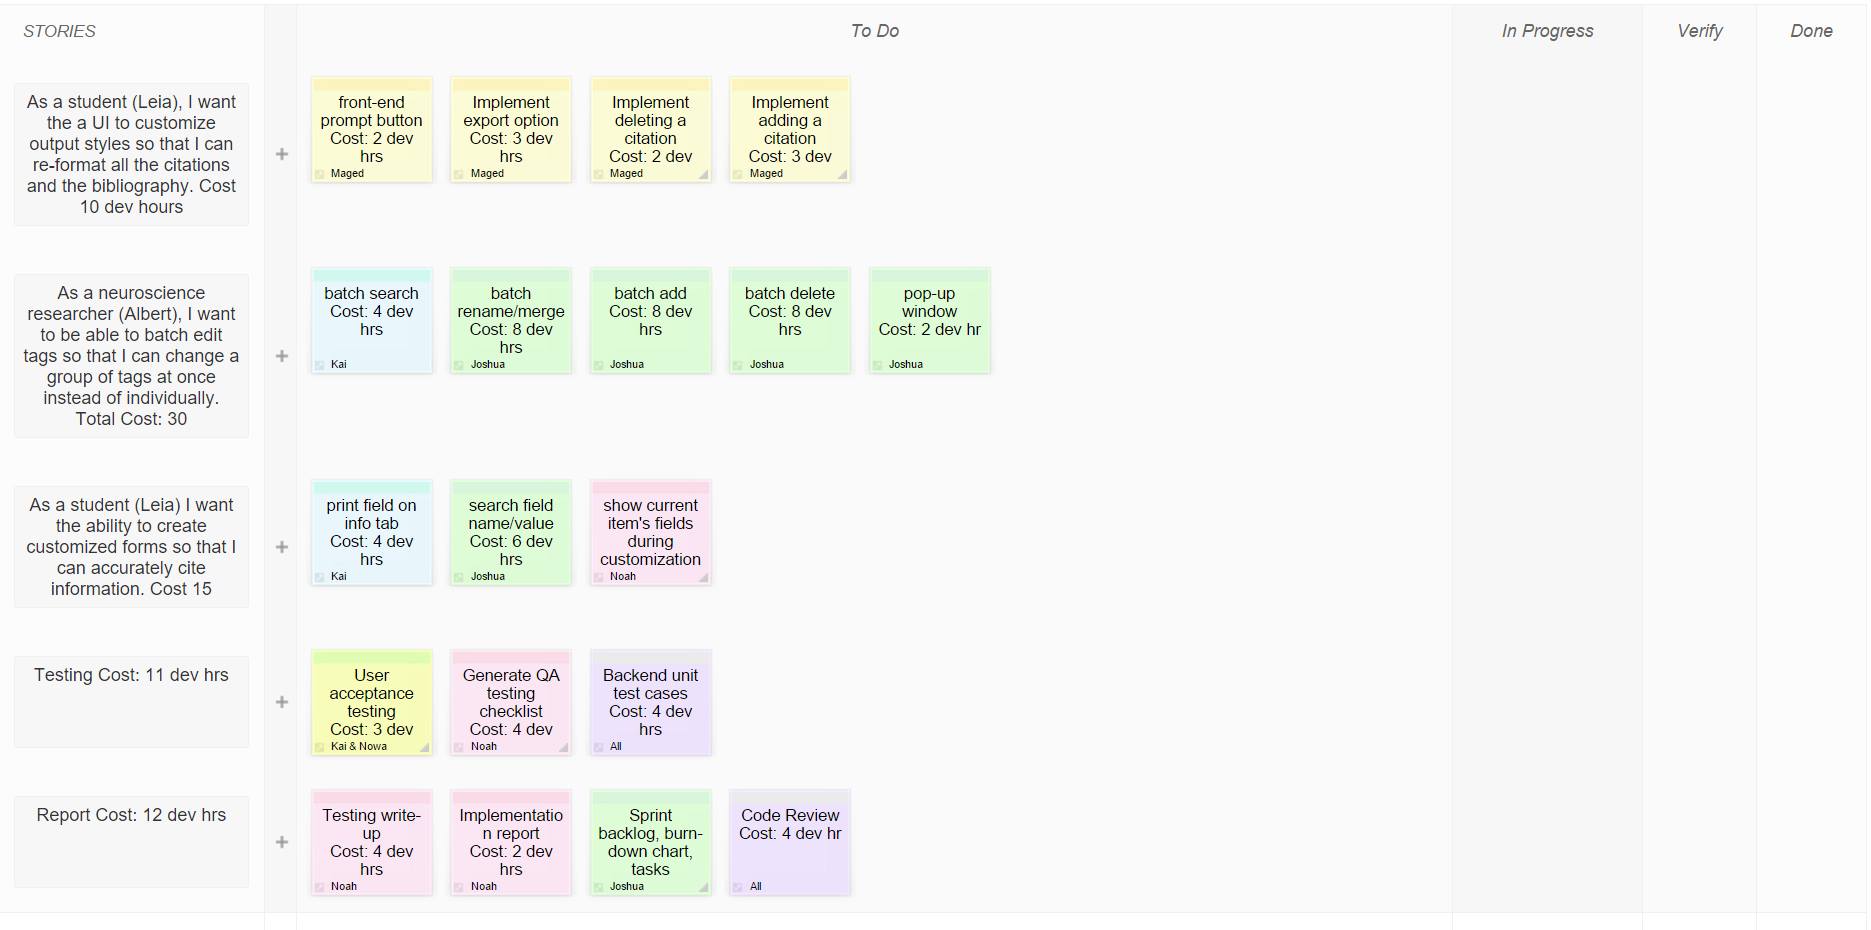 STORIES
To Do
In Progress
Verify
Done
As a student (Leia), I want
the a UI to customize
output styles so that I can
re-format all the citations
and the bibliography. Cost
10 dev hours
front-end
prompt button
Cost: 2 dev
hrs
Maged
Implement
export option
Cost: 3 dev
hrs
Maged
Implement
deleting a
citation
Cost: 2 dev
Maged
Implement
adding a
citation
Cost: 3 dev
Maged
As a neuroscience
researcher (Albert), I want
to be able to batch edit
tags so that I can change a
group of tags at once
instead of individually.
Total Cost: 30
batch search
Cost: 4 dev
hrs
Kai
batch
rename/merge
Cost: 8 dev
hrs
Joshua
batch add
Cost: 8 dev
hrs
Joshua
batch delete
Cost: 8 dev
hrs
Joshua
pop-up
window
Cost: 2 dev hr
Joshua
As a student (Leia) I want
the ability to create
customized forms so that I
can accurately cite
information. Cost 15
print field on
info tab
Cost: 4 dev
hrs
Kai
search field
name/value
Cost: 6 dev
hrs
Joshua
show current
item's fields
during
customization
Noah
Testing Cost: 11 dev hrs
User
acceptance
testing
Cost: 3 dev
Kai & Nowa
Generate QA
testing
checklist
Cost: 4 dev
Noah
Backend unit
test cases
Cost: 4 dev
hrs
All
Report Cost: 12 dev hrs
Testing write-
up
Cost: 4 dev
hrs
Noah
Implementatio
n report
Cost: 2 dev
hrs
Noah
Sprint
backlog, burn-
down chart,
tasks
Joshua
Code Review
Cost: 4 dev hr
All